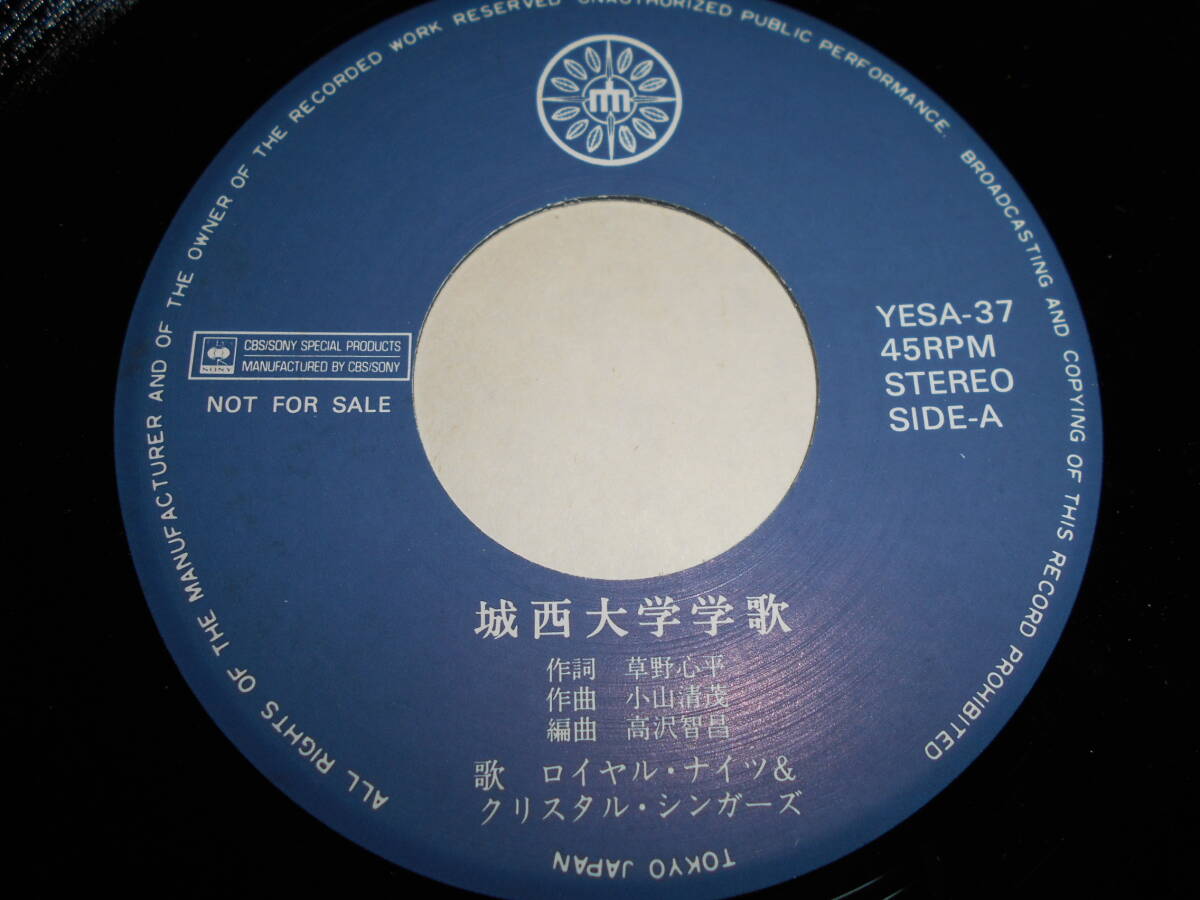 ALL RIGHTS OF THE MANUFACTURER AND OF THE OWNER OF THE RECORDED WORK RESERVED UNAUTHORIZED PUBLIC PERFORMANCE. BROADCASTING AND COPYING OF THIS RECORD PROHIBITED
SONY
CBS/SONY SPECIAL PRODUCTS
MANUFACTURED BY CBS/SONY
NOT FOR SALE
YESA-37
45RPM
STEREO
SIDE-A
城西大学学歌
作詞 草野心平
作曲 小山清茂
編曲 高沢智昌
歌 ロイヤル・ナイツ&
クリスタル・シンガーズ
TOKYO JAPAN